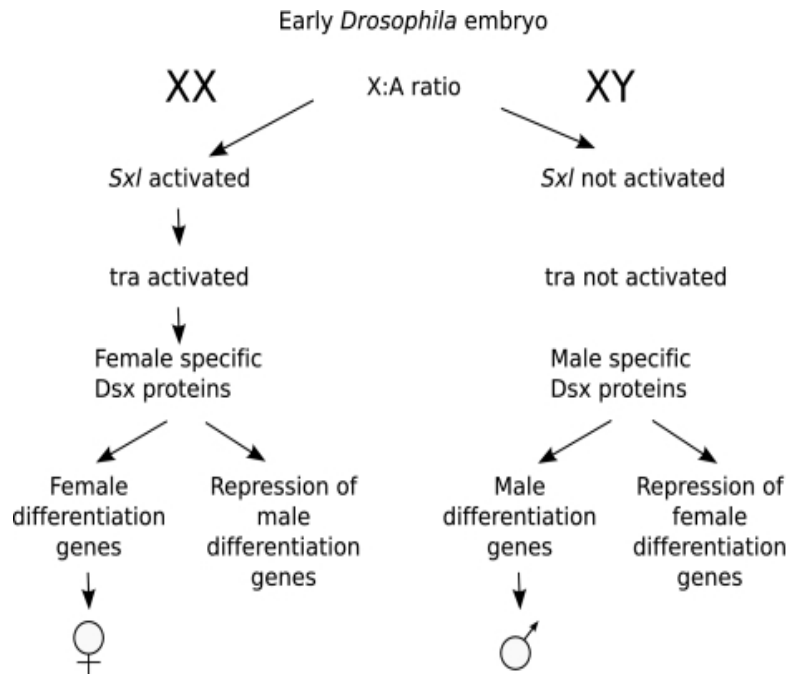 Early Drosophila embryo
XX
X:A ratio
XY
Sxl activated
Sxl not activated
tra activated
tra not activated
Female specific
Dsx proteins
Male specific
Dsx proteins
Female
differentiation
genes
Repression of
male
differentiation
genes
Male
differentiation
genes
Repression of
female
differentiation
genes